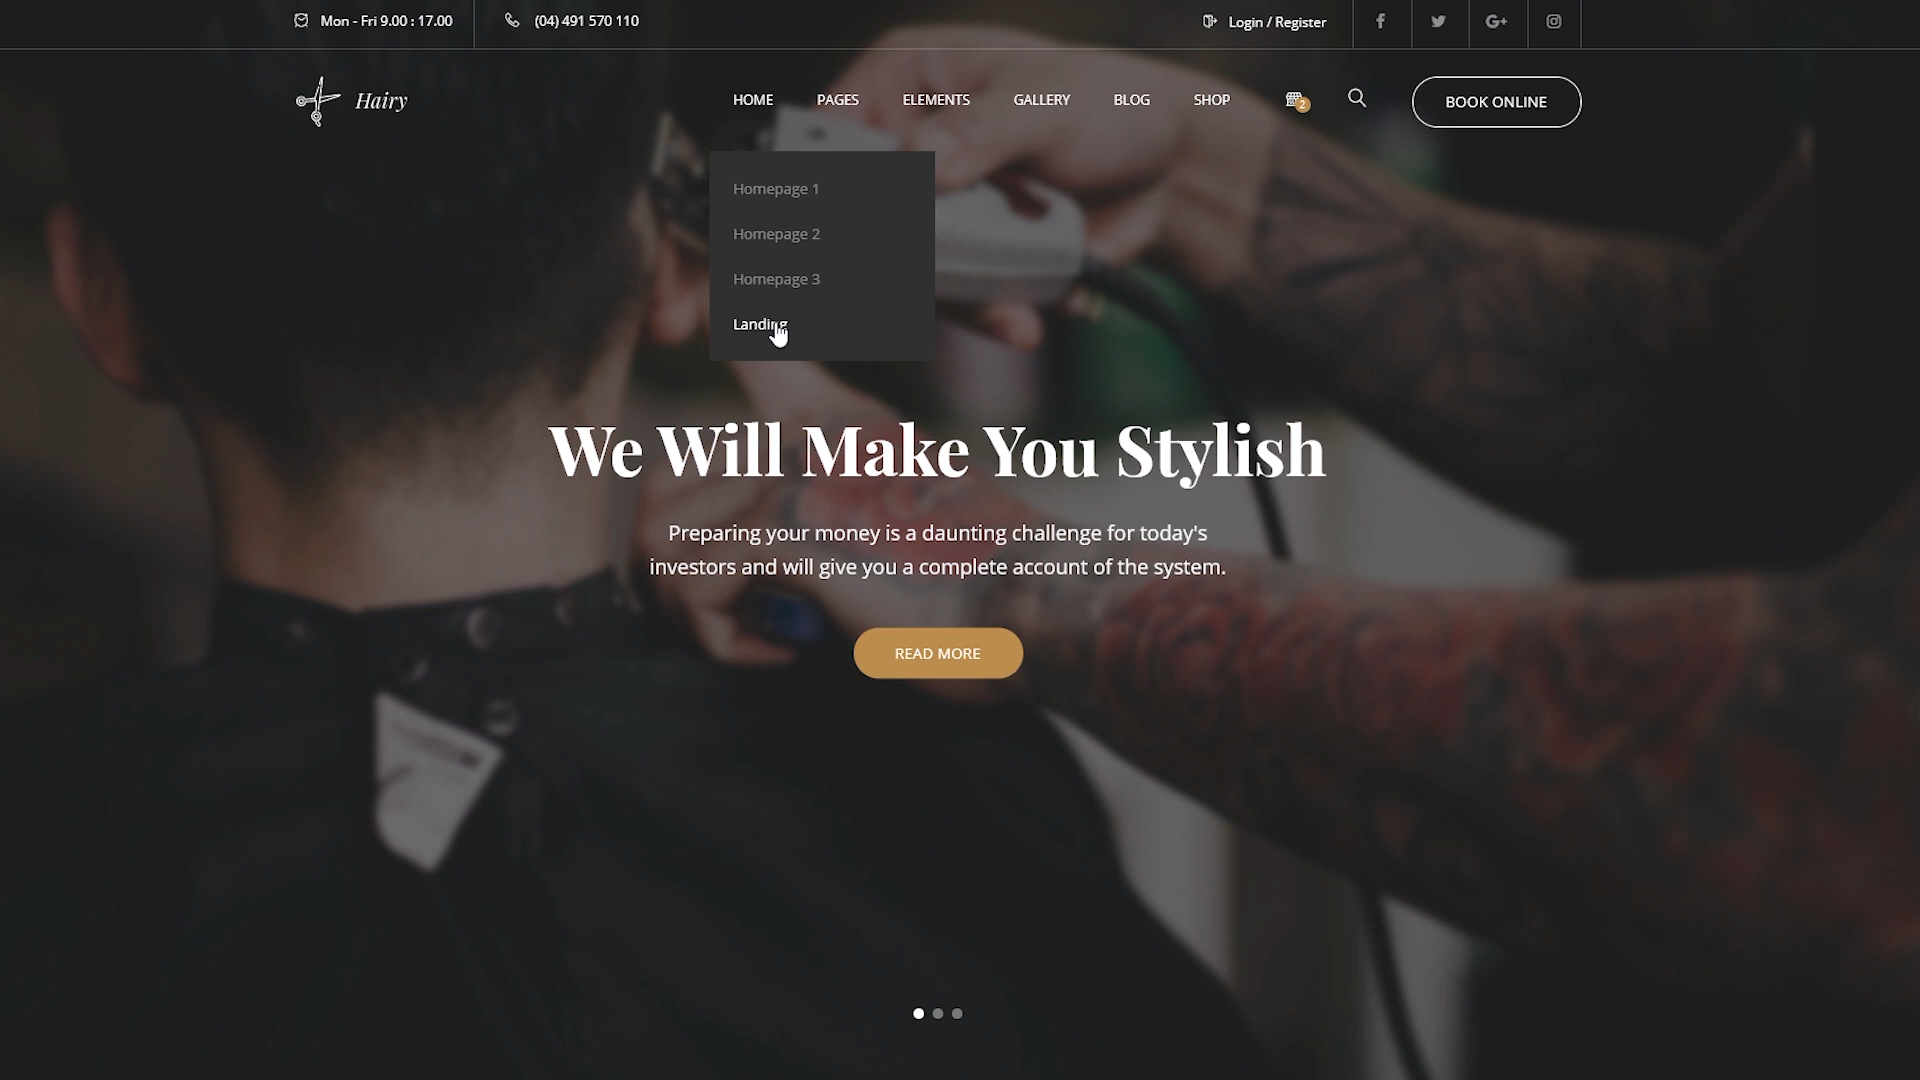 Mon - Fri 9.00 : 17.00
(04) 491 570 110
Login / Register
Hairy
HOME
PAGES
ELEMENTS
GALLERY
BLOG
SHOP
2
BOOK ONLINE
Homepage 1
Homepage 2
Homepage 3
Landing
We Will Make You Stylish
Preparing your money is a daunting challenge for today's
investors and will give you a complete account of the system.
READ MORE